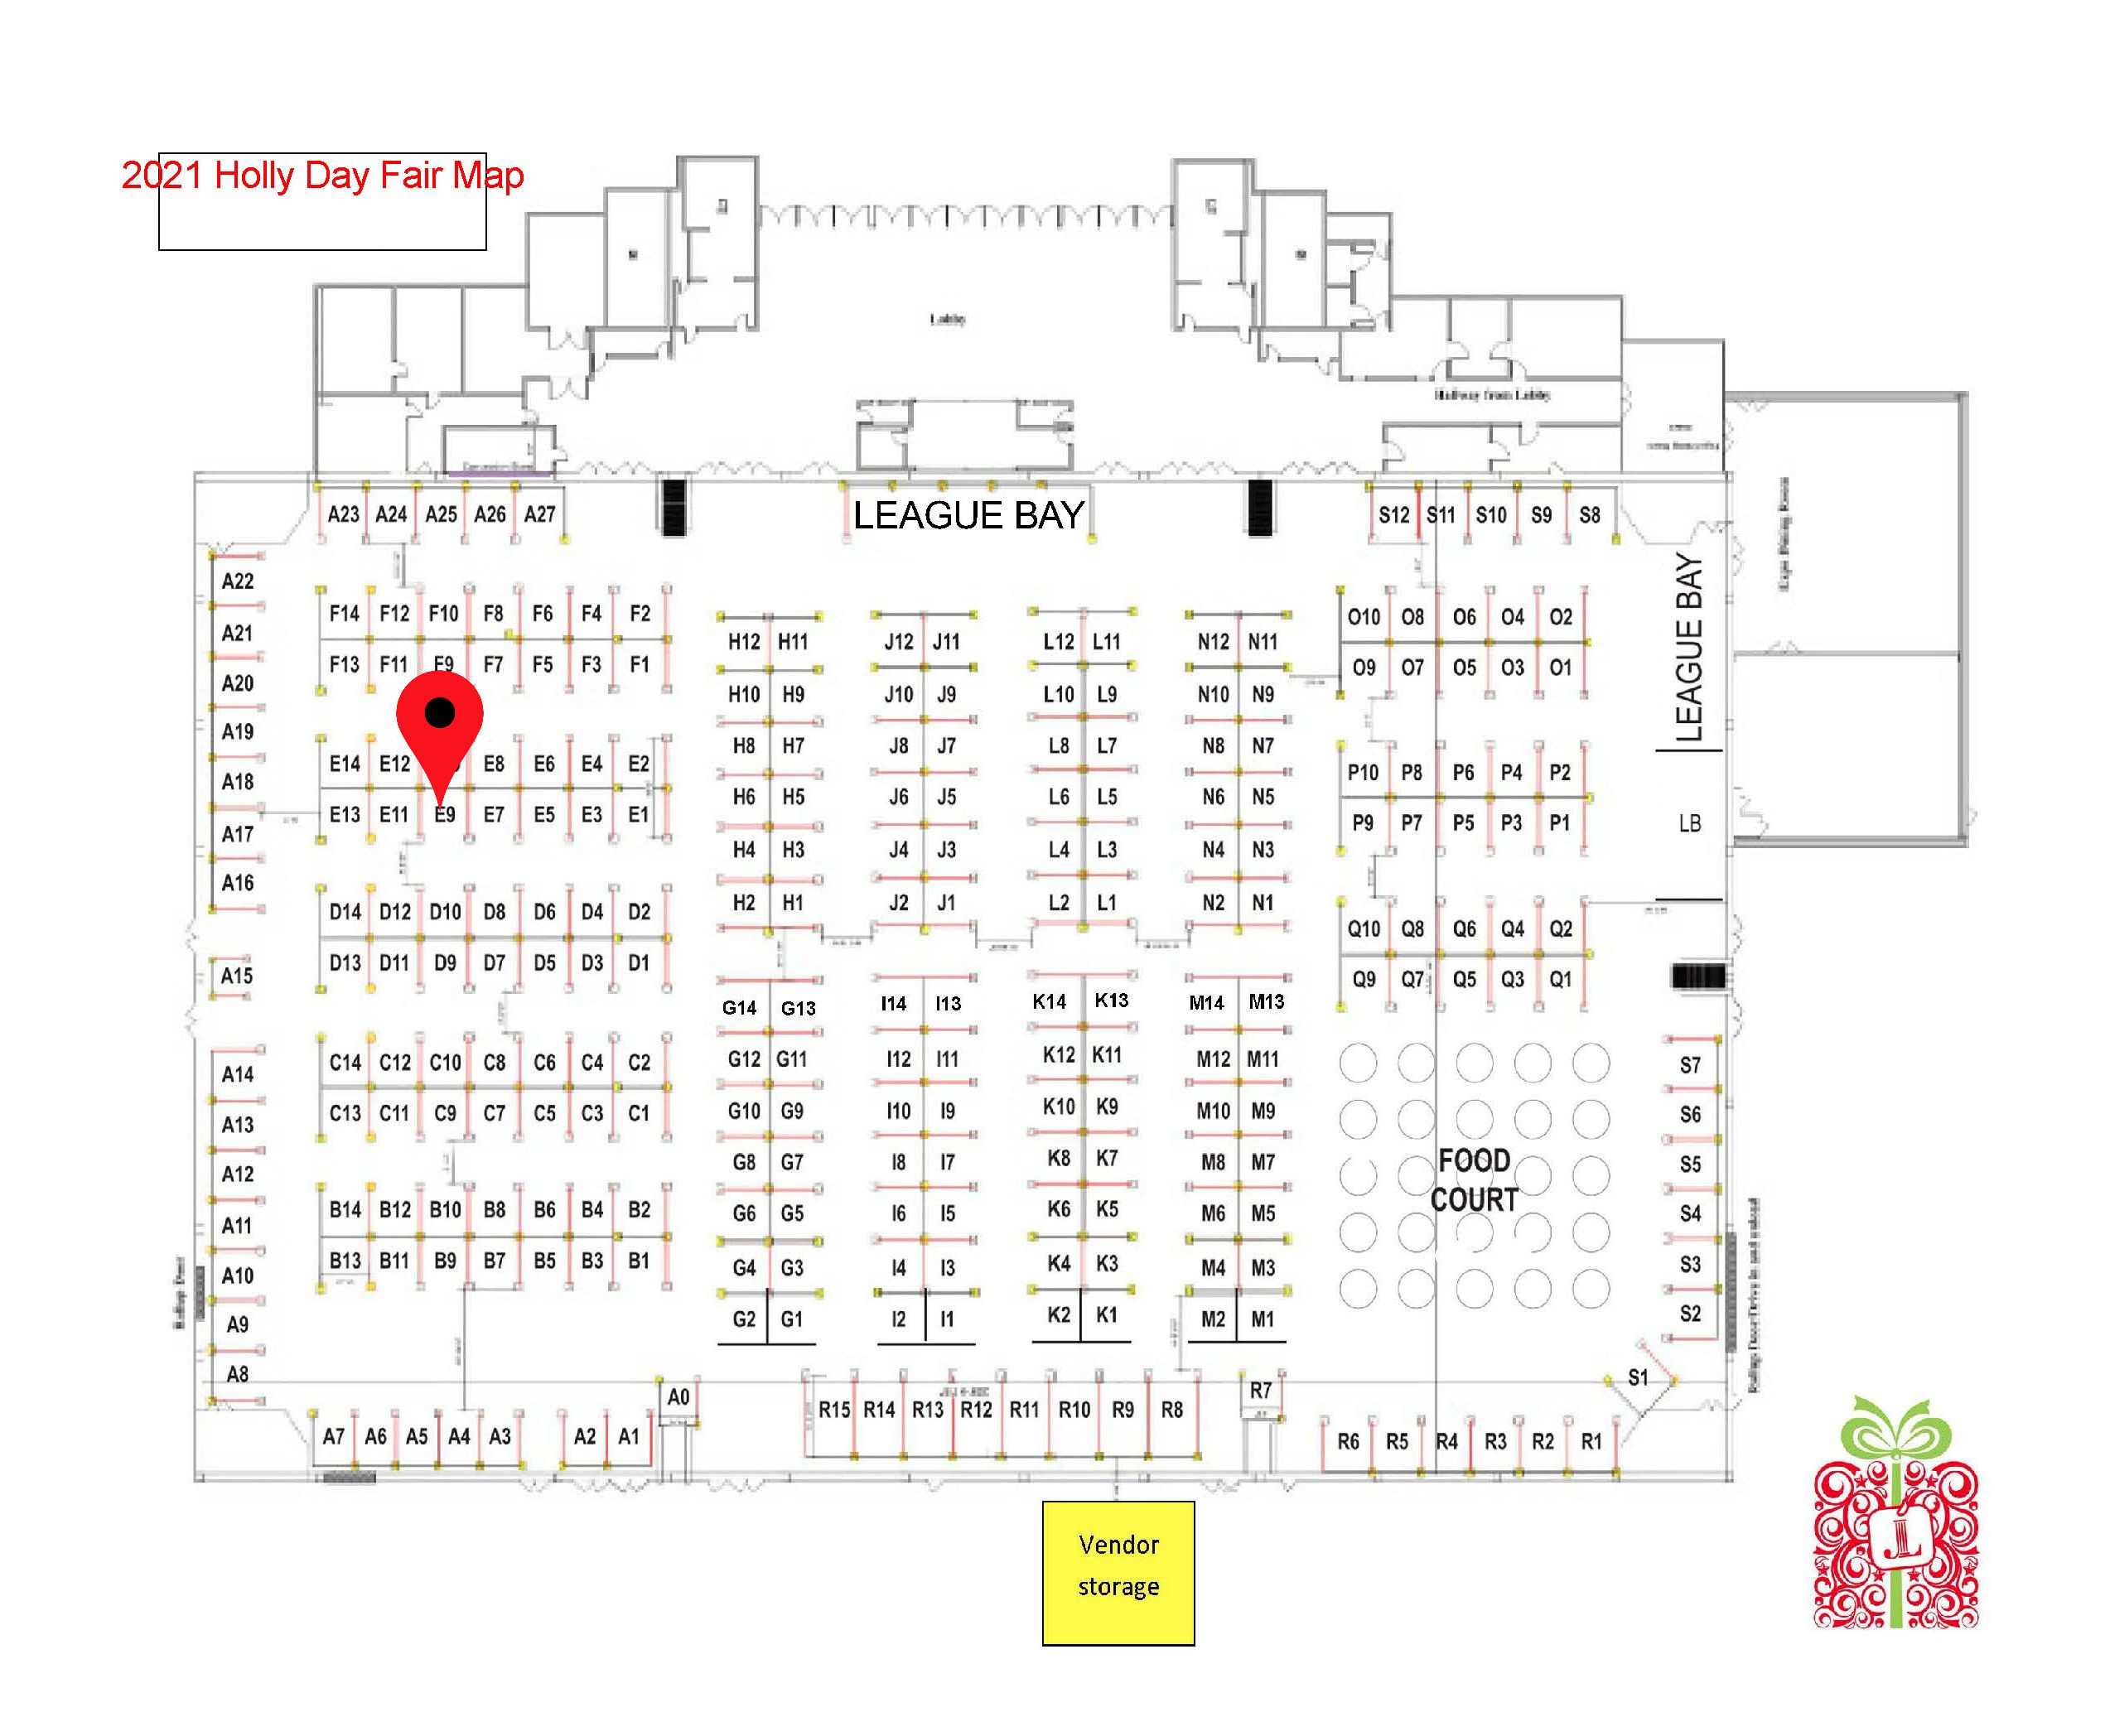 2021 Holly Day Fair Map
Lobby
Hallway from Lobby
LEAGUE BAY
A23 A24 A25 A26 A27
S12 S11 S10 S9 S8
A22
A21
A20
A19
A18
A17
A16
A15
A14
A13
A12
A11
A10
A9
A8
F14 F12 F10 F8 F6 F4 F2
F13 F11 F9 F7 F5 F3 F1
E14 E12 E8 E6 E4 E2
E13 E11 E9 E7 E5 E3 E1
D14 D12 D10 D8 D6 D4 D2
D13 D11 D9 D7 D5 D3 D1
C14 C12 C10 C8 C6 C4 C2
C13 C11 C9 C7 C5 C3 C1
B14 B12 B10 B8 B6 B4 B2
B13 B11 B9 B7 B5 B3 B1
H12 H11
H10 H9
H8 H7
H6 H5
H4 H3
H2 H1
G14 G13
G12 G11
G10 G9
G8 G7
G6 G5
G4 G3
G2 G1
J12 J11
J10 J9
J8 J7
J6 J5
J4 J3
J2 J1
I14 I13
I12 I11
I10 I9
I8 I7
I6 I5
I4 I3
I2 I1
L12 L11
L10 L9
L8 L7
L6 L5
L4 L3
L2 L1
K14 K13
K12 K11
K10 K9
K8 K7
K6 K5
K4 K3
K2 K1
N12 N11
N10 N9
N8 N7
N6 N5
N4 N3
N2 N1
M14 M13
M12 M11
M10 M9
M8 M7
M6 M5
M4 M3
M2 M1
O10 O8 O6 O4 O2
O9 O7 O5 O3 O1
P10 P8 P6 P4 P2
P9 P7 P5 P3 P1
Q10 Q8 Q6 Q4 Q2
Q9 Q7 Q5 Q3 Q1
LEAGUE BAY
LB
FOOD
COURT
S7
S6
S5
S4
S3
S2
S1
A7 A6 A5 A4 A3 A2 A1
A0
R15 R14 R13 R12 R11 R10 R9 R8
R7
R6 R5 R4 R3 R2 R1
Vendor
storage
JL